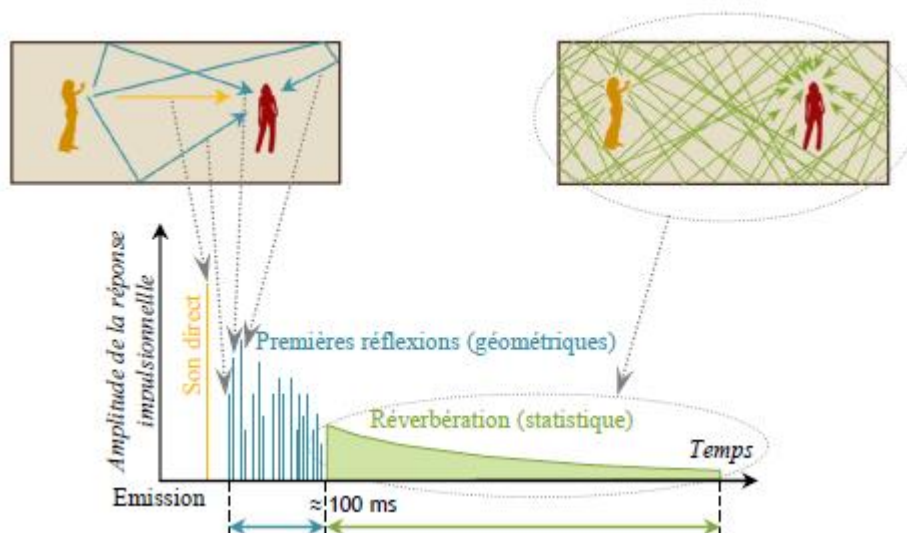 Amplitude de la réponse
impulsionnelle
Son direct
Premières réflexions (géométriques)
Réverbération (statistique)
Temps
Emission
≈ 100 ms